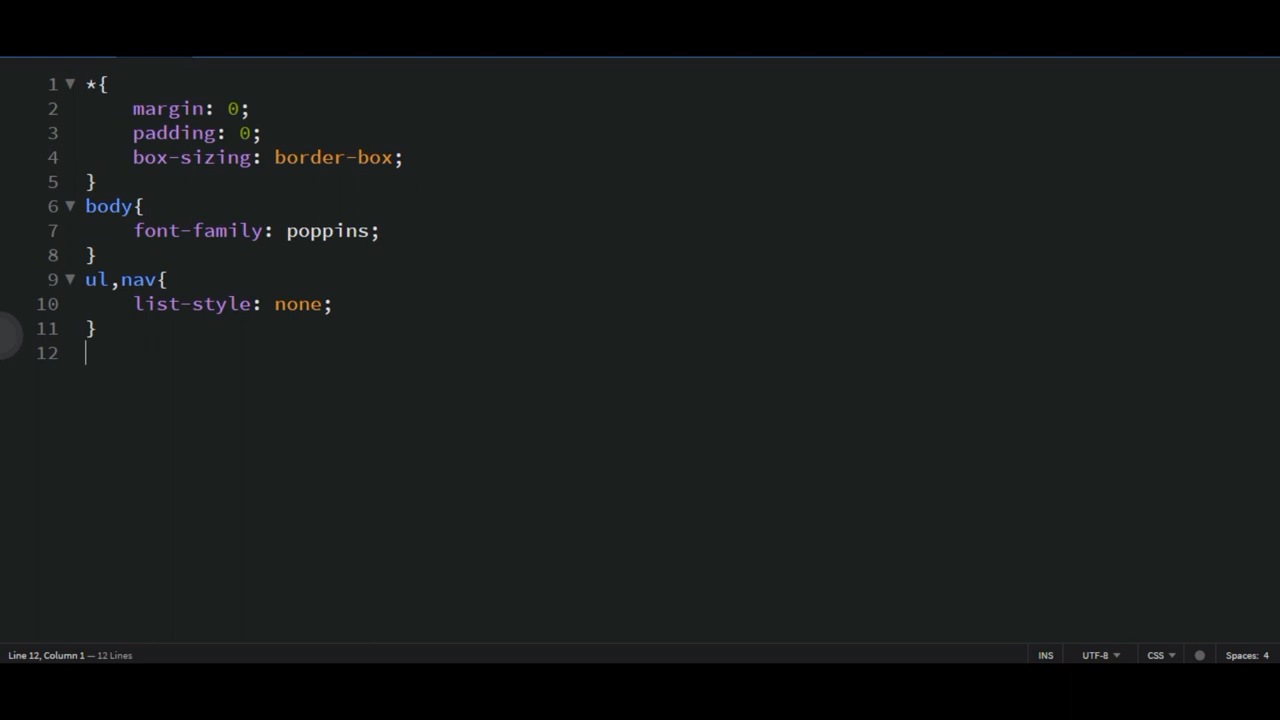 1 *{
2 margin: 0;
3 padding: 0;
4 box-sizing: border-box;
5 }
6 body{
7 font-family: poppins;
8 }
9 ul,nav{
10 list-style: none;
11 }
12
Line 12, Column 1 — 12 Lines INS UTF-8 CSS Spaces: 4